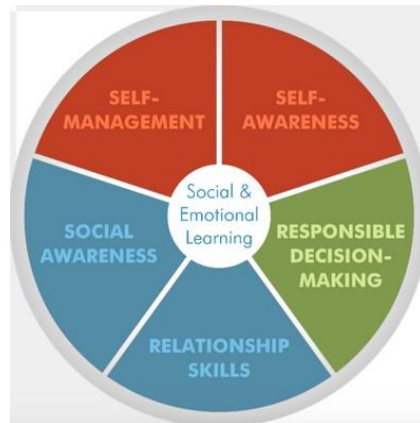 SELF-
MANAGEMENT
SELF-
AWARENESS
Social &
Emotional
Learning
SOCIAL
AWARENESS
RESPONSIBLE
DECISION-
MAKING
RELATIONSHIP
SKILLS